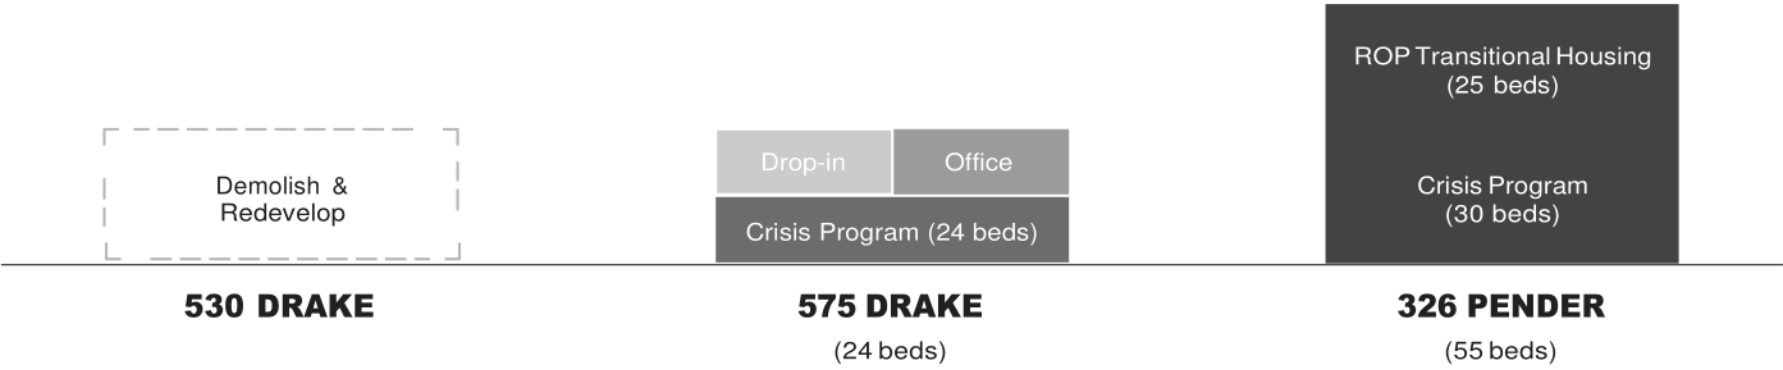 Demolish &
Redevelop
530 DRAKE
Drop-in
Office
Crisis Program (24 beds)
575 DRAKE
(24 beds)
ROP Transitional Housing
(25 beds)
Crisis Program
(30 beds)
326 PENDER
(55 beds)